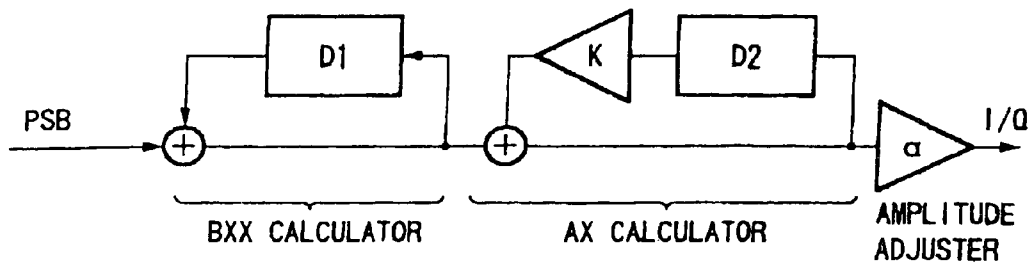 D1
K
D2
PSB
+
+
α
I/Q
BXX CALCULATOR
AX CALCULATOR
AMPLITUDE
ADJUSTER